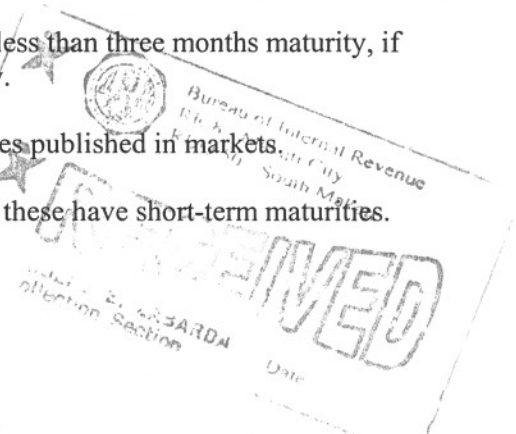 less than three months maturity, if
Bureau of Internal Revenue
es published in markets.
South
these have short-term maturities.
RECEIVED
Collection Section
Date